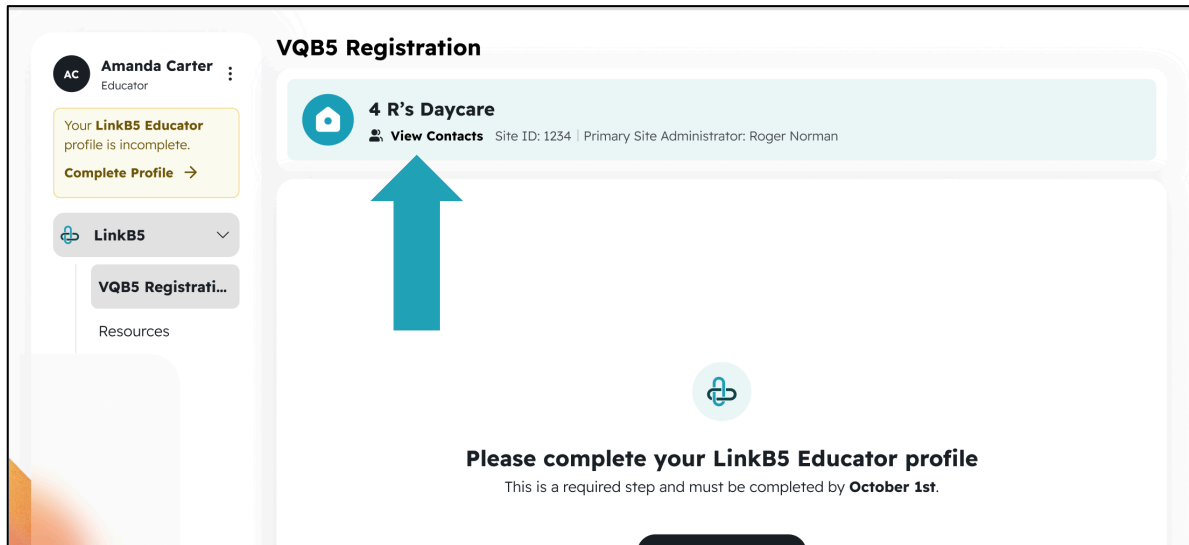 VQB5 Registration
AC
Amanda Carter
Educator
Your LinkB5 Educator
profile is incomplete.
Complete Profile →
LinkB5
VQB5 Registrati...
Resources
4 R’s Daycare
View Contacts Site ID: 1234 | Primary Site Administrator: Roger Norman
Please complete your LinkB5 Educator profile
This is a required step and must be completed by October 1st.